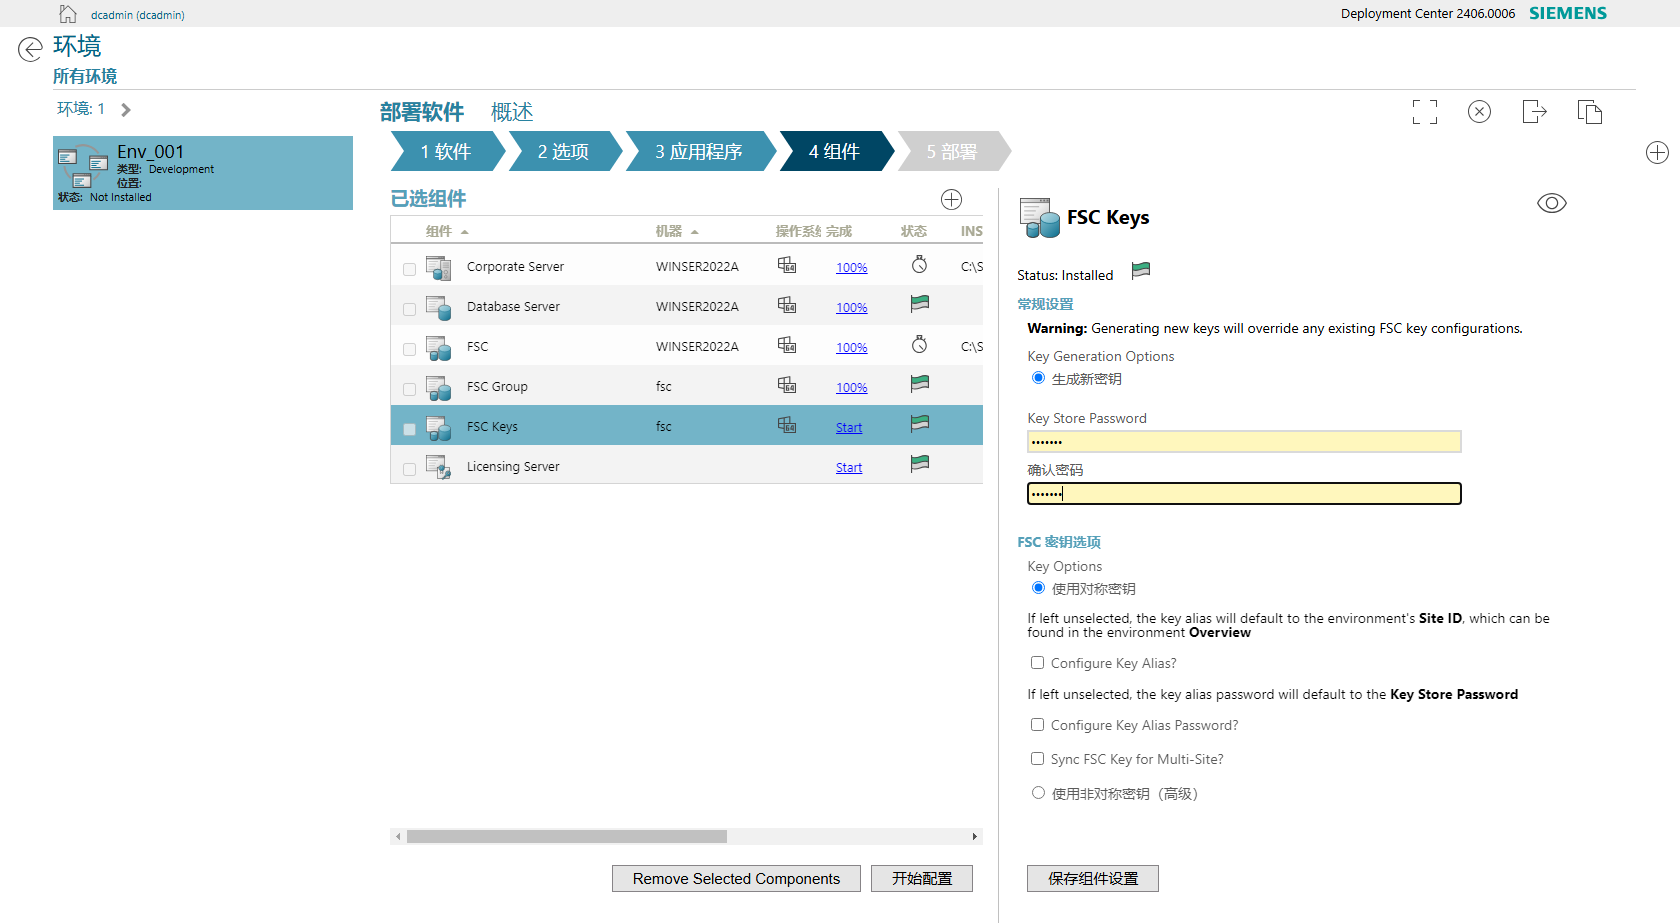 dcadmin (dcadmin)
Deployment Center 2406.0006 SIEMENS
环境
所有环境
环境: 1
Env_001
类型: Development
位置:
状态: Not Installed
部署软件 概述
1 软件 2 选项 3 应用程序 4 组件 5 部署
已选组件
组件 机器 操作系统 完成 状态 INS
Corporate Server WINSER2022A 64 100% C:\S
Database Server WINSER2022A 64 100%
FSC WINSER2022A 64 100% C:\S
FSC Group fsc 64 100%
FSC Keys fsc 64 Start
Licensing Server Start
Remove Selected Components 开始配置
FSC Keys
Status: Installed
常规设置
Warning: Generating new keys will override any existing FSC key configurations.
Key Generation Options
生成新密钥
Key Store Password
•••••••
确认密码
•••••••
FSC 密钥选项
Key Options
使用对称密钥
If left unselected, the key alias will default to the environment's Site ID, which can be
found in the environment Overview
Configure Key Alias?
If left unselected, the key alias password will default to the Key Store Password
Configure Key Alias Password?
Sync FSC Key for Multi-Site?
使用非对称密钥（高级）
保存组件设置